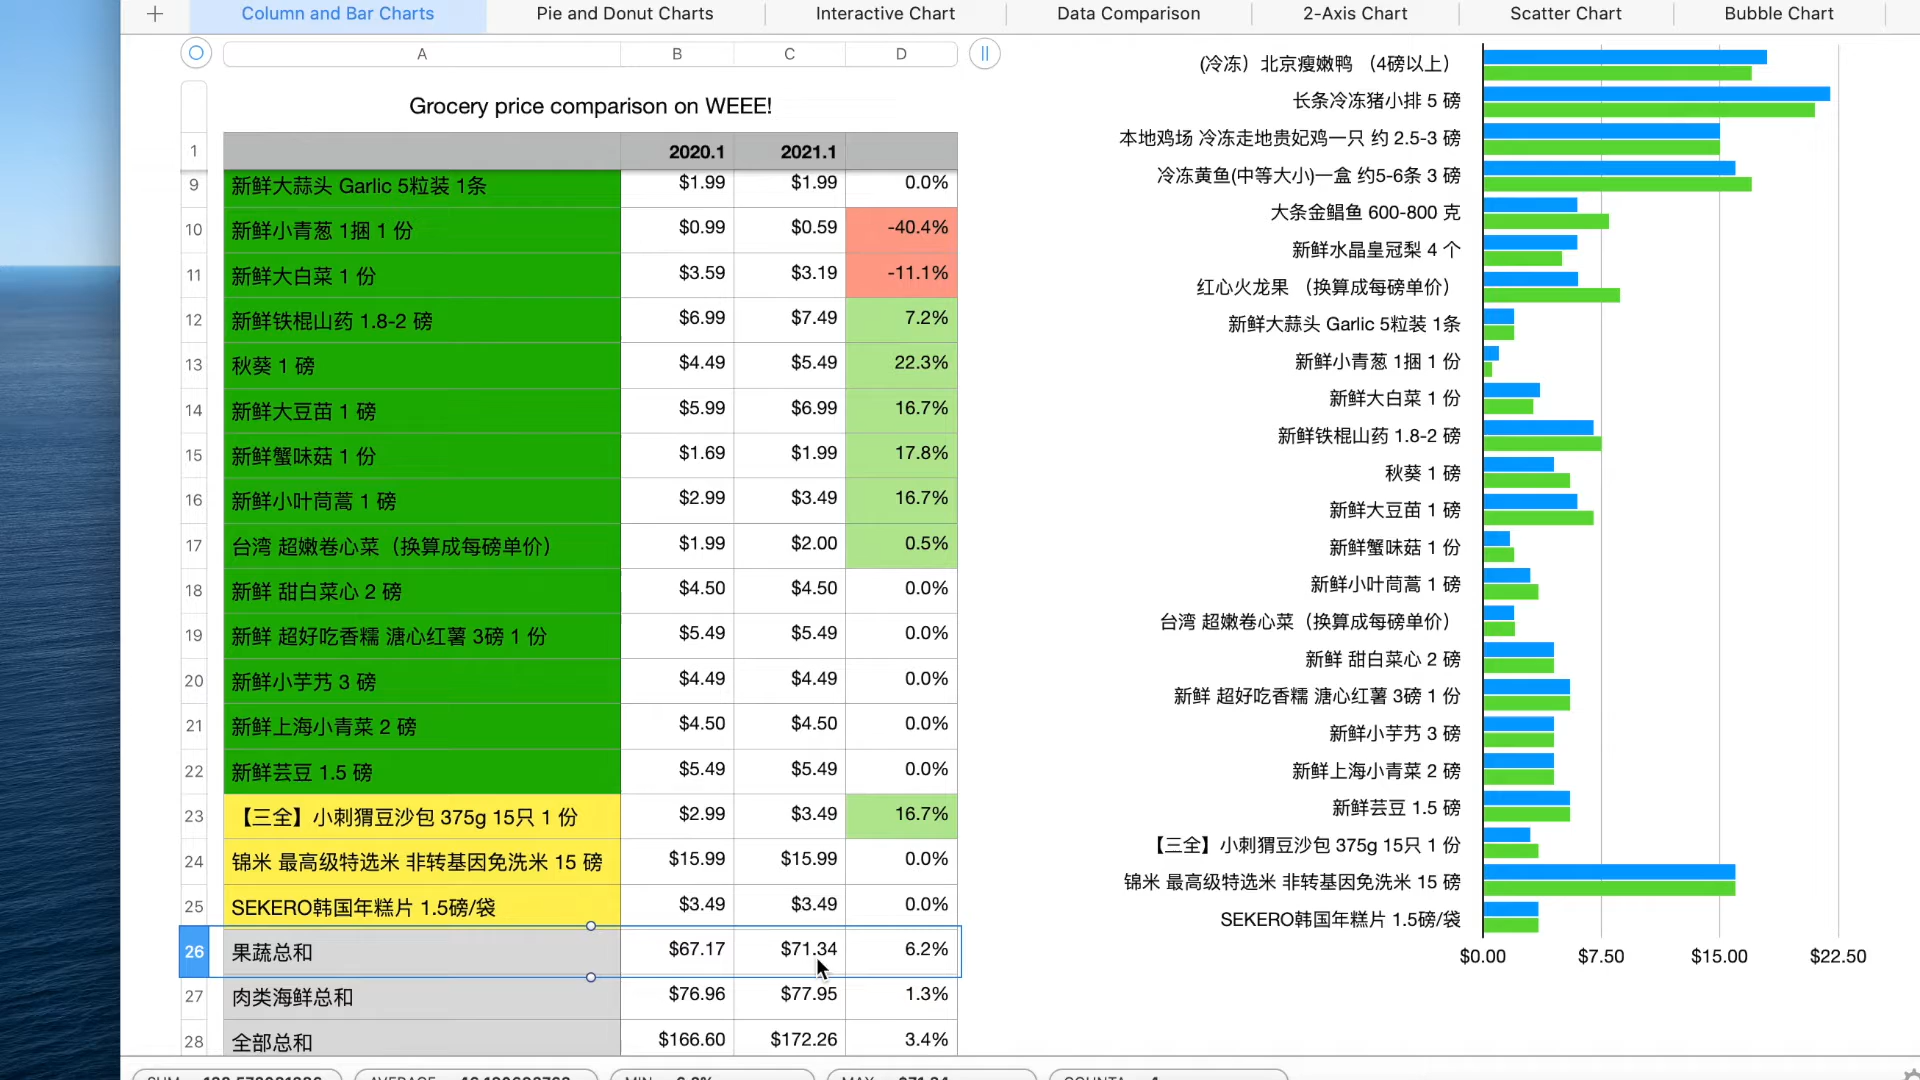 Column and Bar Charts
Pie and Donut Charts
Interactive Chart
Data Comparison
2-Axis Chart
Scatter Chart
Bubble Chart
A B C D
Grocery price comparison on WEEE!
1 2020.1 2021.1
9 新鲜大蒜头 Garlic 5粒装 1条 $1.99 $1.99 0.0%
10 新鲜小青葱 1捆 1 份 $0.99 $0.59 -40.4%
11 新鲜大白菜 1 份 $3.59 $3.19 -11.1%
12 新鲜铁棍山药 1.8-2 磅 $6.99 $7.49 7.2%
13 秋葵 1 磅 $4.49 $5.49 22.3%
14 新鲜大豆苗 1 磅 $5.99 $6.99 16.7%
15 新鲜蟹味菇 1 份 $1.69 $1.99 17.8%
16 新鲜小叶茼蒿 1 磅 $2.99 $3.49 16.7%
17 台湾 超嫩卷心菜（换算成每磅单价） $1.99 $2.00 0.5%
18 新鲜 甜白菜心 2 磅 $4.50 $4.50 0.0%
19 新鲜 超好吃香糯 溏心红薯 3磅 1 份 $5.49 $5.49 0.0%
20 新鲜小芋艿 3 磅 $4.49 $4.49 0.0%
21 新鲜上海小青菜 2 磅 $4.50 $4.50 0.0%
22 新鲜芸豆 1.5 磅 $5.49 $5.49 0.0%
23 【三全】小刺猬豆沙包 375g 15只 1 份 $2.99 $3.49 16.7%
24 锦米 最高级特选米 非转基因免洗米 15 磅 $15.99 $15.99 0.0%
25 SEKERO韩国年糕片 1.5磅/袋 $3.49 $3.49 0.0%
26 果蔬总和 $67.17 $71.34 6.2%
27 肉类海鲜总和 $76.96 $77.95 1.3%
28 全部总和 $166.60 $172.26 3.4%
(冷冻）北京瘦嫩鸭 （4磅以上）
长条冷冻猪小排 5 磅
本地鸡场 冷冻走地贵妃鸡一只 约 2.5-3 磅
冷冻黄鱼(中等大小)一盒 约5-6条 3 磅
大条金鲳鱼 600-800 克
新鲜水晶皇冠梨 4 个
红心火龙果 （换算成每磅单价）
新鲜大蒜头 Garlic 5粒装 1条
新鲜小青葱 1捆 1 份
新鲜大白菜 1 份
新鲜铁棍山药 1.8-2 磅
秋葵 1 磅
新鲜大豆苗 1 磅
新鲜蟹味菇 1 份
新鲜小叶茼蒿 1 磅
台湾 超嫩卷心菜（换算成每磅单价）
新鲜 甜白菜心 2 磅
新鲜 超好吃香糯 溏心红薯 3磅 1 份
新鲜小芋艿 3 磅
新鲜上海小青菜 2 磅
新鲜芸豆 1.5 磅
【三全】小刺猬豆沙包 375g 15只 1 份
锦米 最高级特选米 非转基因免洗米 15 磅
SEKERO韩国年糕片 1.5磅/袋
$0.00 $7.50 $15.00 $22.50